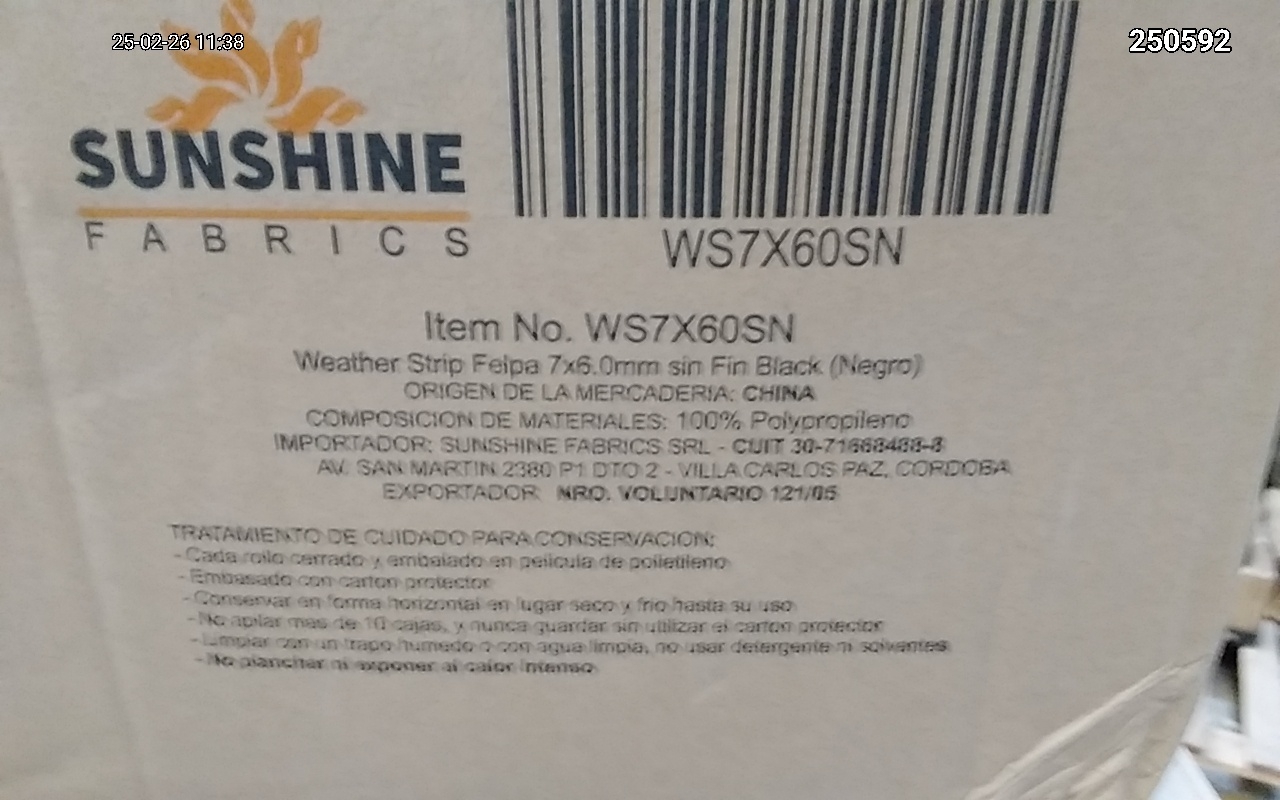 25-02-26 11:38
250592
SUNSHINE
FABRICS
WS7X60SN
Item No. WS7X60SN
Weather Strip Felpa 7x6.0mm sin Fin Black (Negro)
ORIGEN DE LA MERCADERIA: CHINA
COMPOSICION DE MATERIALES: 100% Polypropileno
IMPORTADOR: SUNSHINE FABRICS SRL - CUIT 30-71668488-8
AV. SAN MARTIN 2380 P1 DTO 2 - VILLA CARLOS PAZ, CORDOBA
EXPORTADOR: NRO. VOLUNTARIO 121/05
TRATAMIENTO DE CUIDADO PARA CONSERVACION:
- Cada rollo cerrado y embalado en pelicula de polietileno
- Embasado con carton protector
- Conservar en forma horizontal en lugar seco y frio hasta su uso
- No apilar mas de 10 cajas, y nunca guardar sin utilizar el carton protector
- Limpiar con un trapo humedo o con agua limpia, no usar detergente ni solventes
- No planchar ni exponer al calor intenso